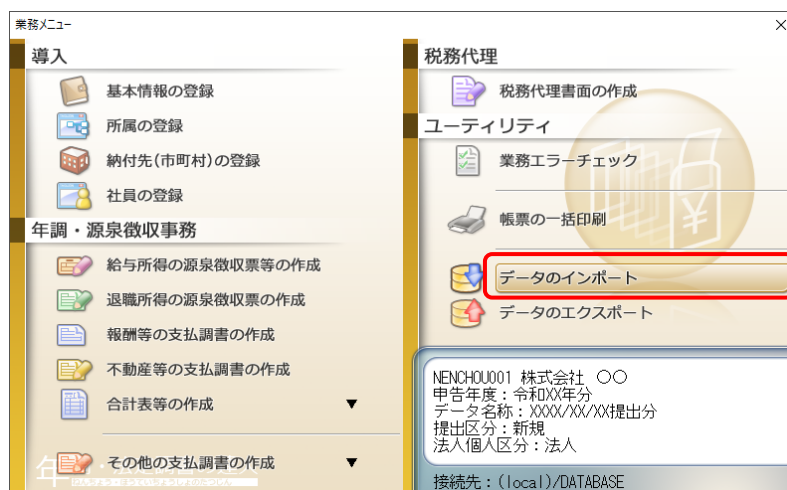 業務メニュー
導入
基本情報の登録
所属の登録
納付先(市町村)の登録
社員の登録
年調・源泉徴収事務
給与所得の源泉徴収票等の作成
退職所得の源泉徴収票の作成
報酬等の支払調書の作成
不動産等の支払調書の作成
合計表等の作成 ▼
その他の支払調書の作成 ▼
税務代理
税務代理書面の作成
ユーティリティ
業務エラーチェック
帳票の一括印刷
データのインポート
データのエクスポート
NENCHOU001 株式会社 〇〇
申告年度：令和XX年分
データ名称：XXXX/XX/XX提出分
提出区分：新規
法人個人区分：法人
接続先：(local)/DATABASE